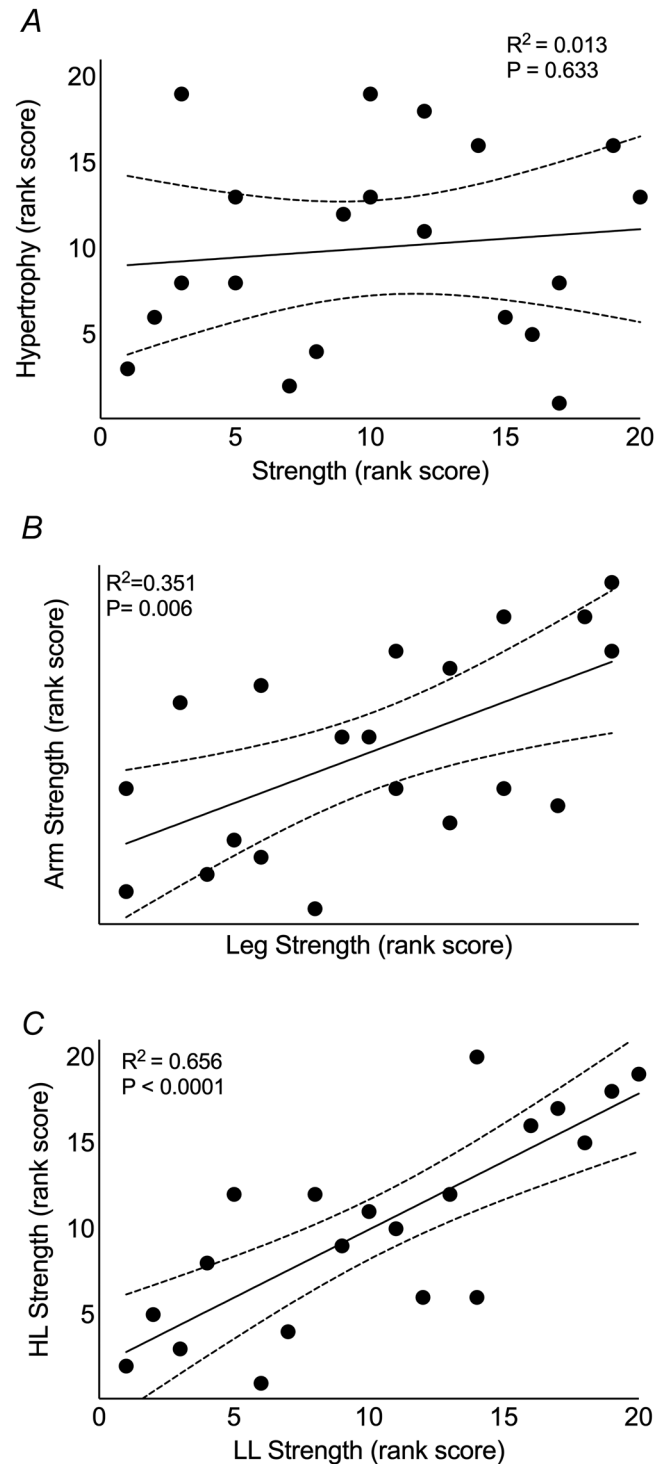 A
R² = 0.013
P = 0.633
20
15
10
5
Hypertrophy (rank score)
0 5 10 15 20
Strength (rank score)
B
R²=0.351
P= 0.006
Arm Strength (rank score)
Leg Strength (rank score)
C
R² = 0.656
P < 0.0001
20
15
10
5
HL Strength (rank score)
0 5 10 15 20
LL Strength (rank score)